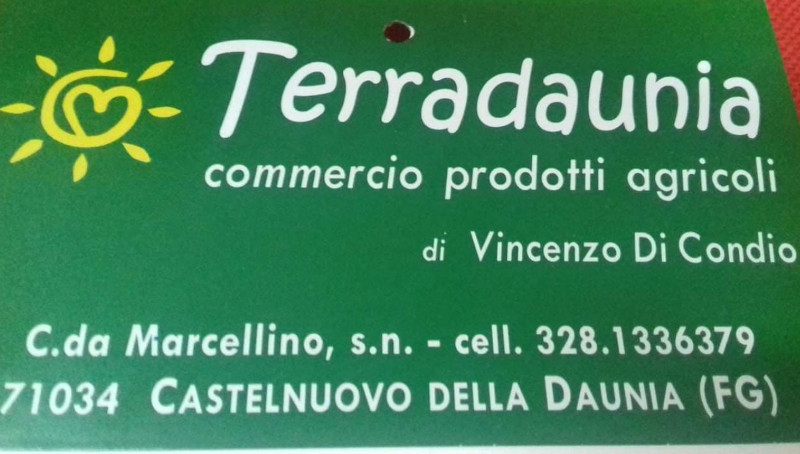 Terradaunia
commercio prodotti agricoli
di Vincenzo Di Condio
C.da Marcellino, s.n. - cell. 328.1336379
71034 CASTELNUOVO DELLA DAUNIA (FG)